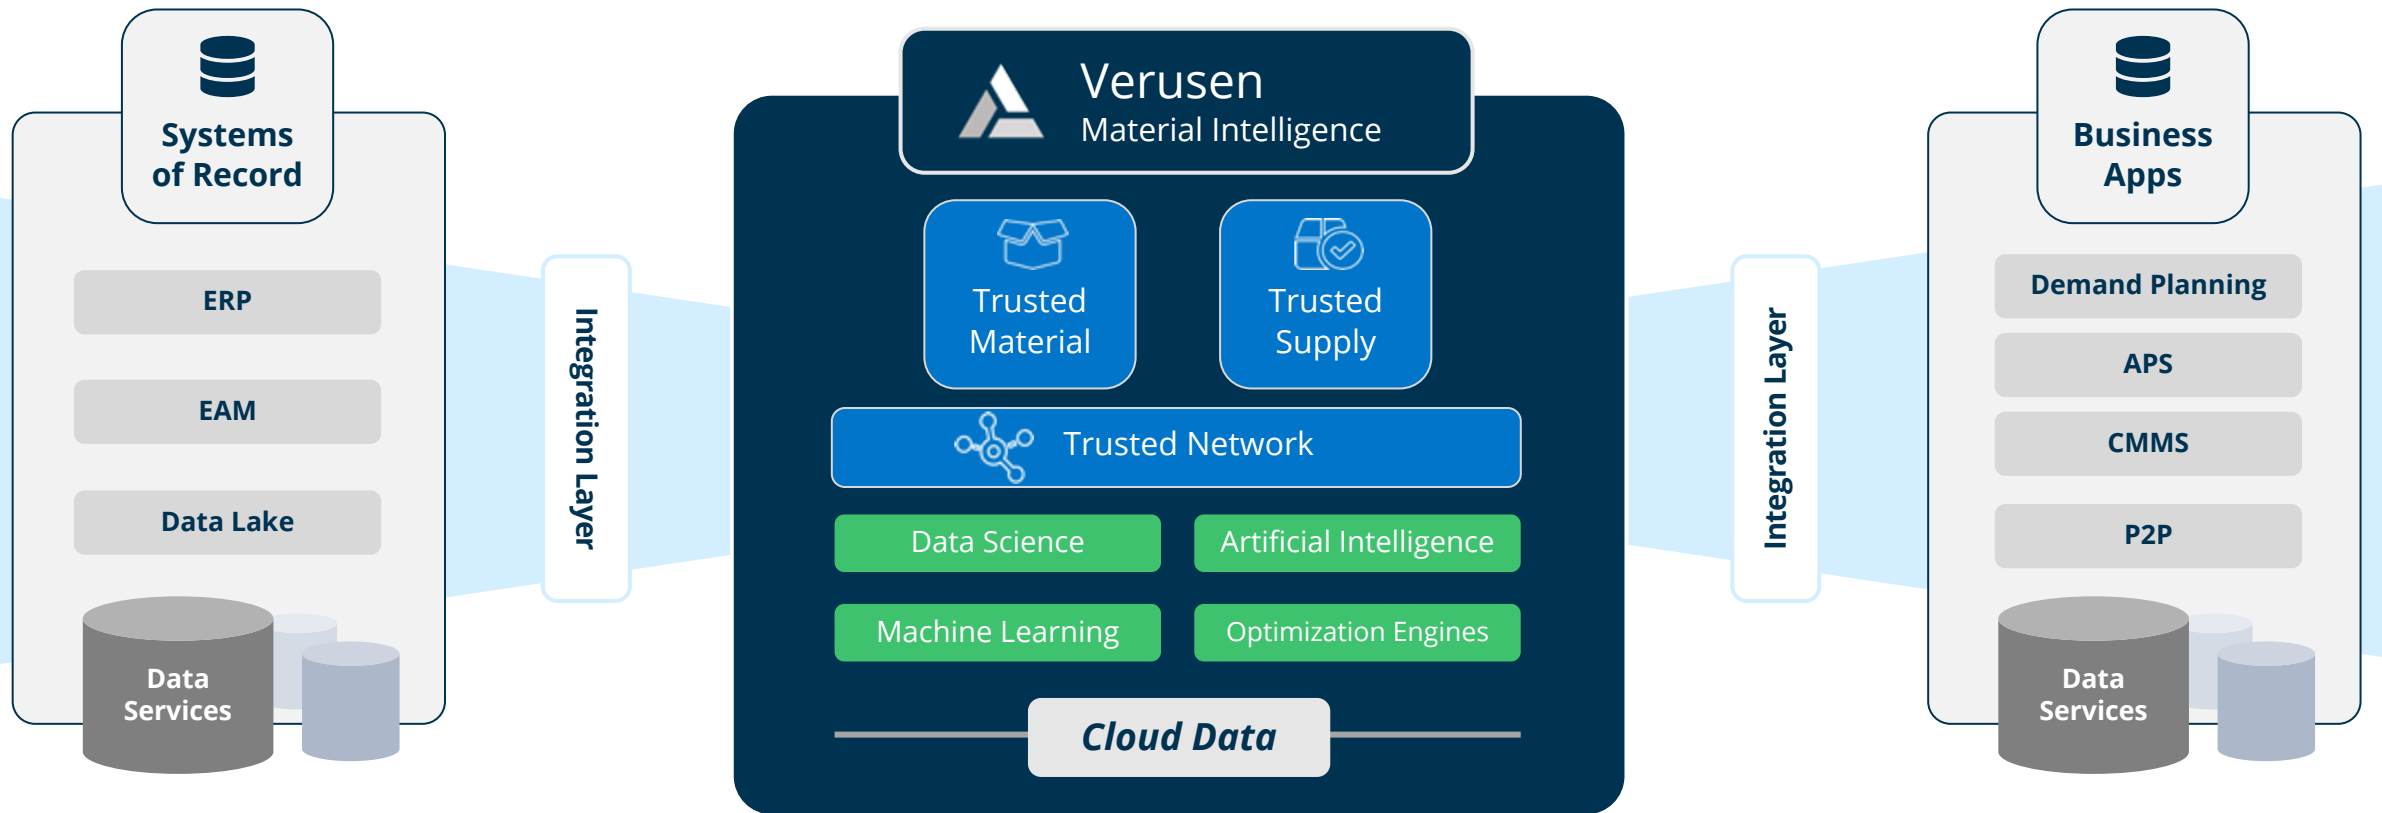 Systems
of Record
ERP
EAM
Data Lake
Data
Services
Integration Layer
Verusen
Material Intelligence
Trusted
Material
Trusted
Supply
Trusted Network
Data Science
Artificial Intelligence
Machine Learning
Optimization Engines
Cloud Data
Integration Layer
Business
Apps
Demand Planning
APS
CMMS
P2P
Data
Services